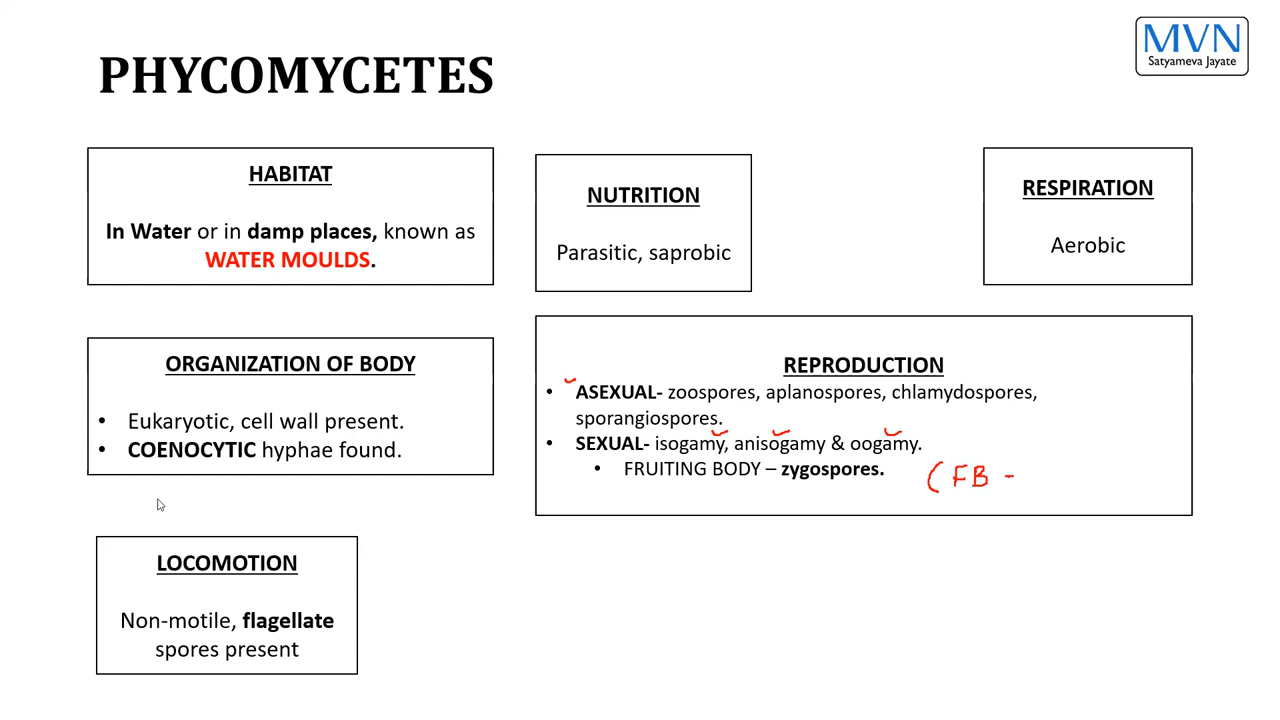 MVN
Satyameva Jayate
PHYCOMYCETES
HABITAT
In Water or in damp places, known as
WATER MOULDS.
NUTRITION
Parasitic, saprobic
RESPIRATION
Aerobic
ORGANIZATION OF BODY
• Eukaryotic, cell wall present.
• COENOCYTIC hyphae found.
REPRODUCTION
• ASEXUAL- zoospores, aplanospores, chlamydospores,
sporangiospores.
• SEXUAL- isogamy, anisogamy & oogamy.
• FRUITING BODY – zygospores.
(FB -
LOCOMOTION
Non-motile, flagellate
spores present